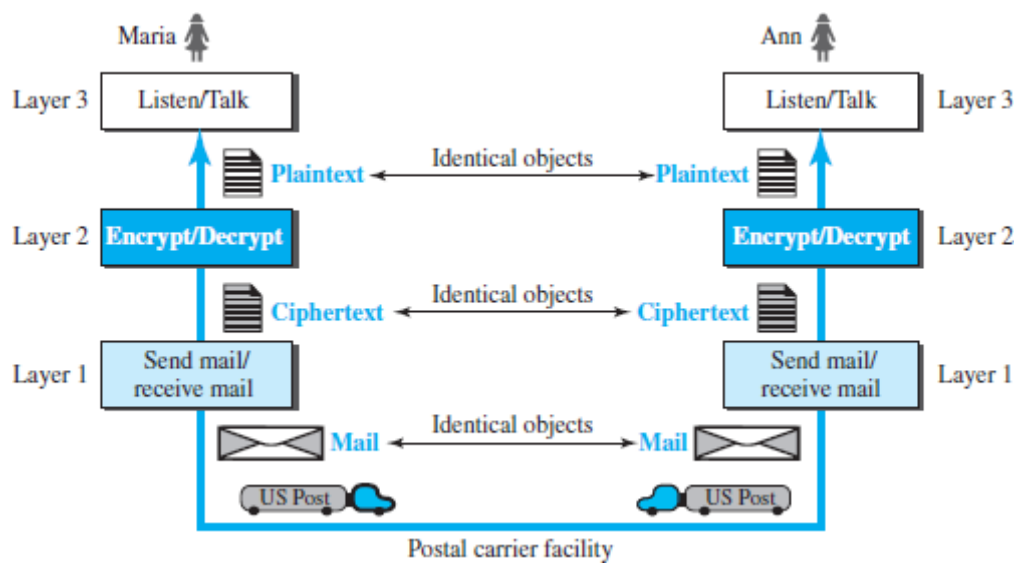 Maria Ann
Layer 3 Listen/Talk Listen/Talk Layer 3
Identical objects
Plaintext Plaintext
Layer 2 Encrypt/Decrypt Encrypt/Decrypt Layer 2
Identical objects
Ciphertext Ciphertext
Layer 1 Send mail/ Send mail/ Layer 1
receive mail receive mail
Identical objects
Mail Mail
US Post US Post
Postal carrier facility